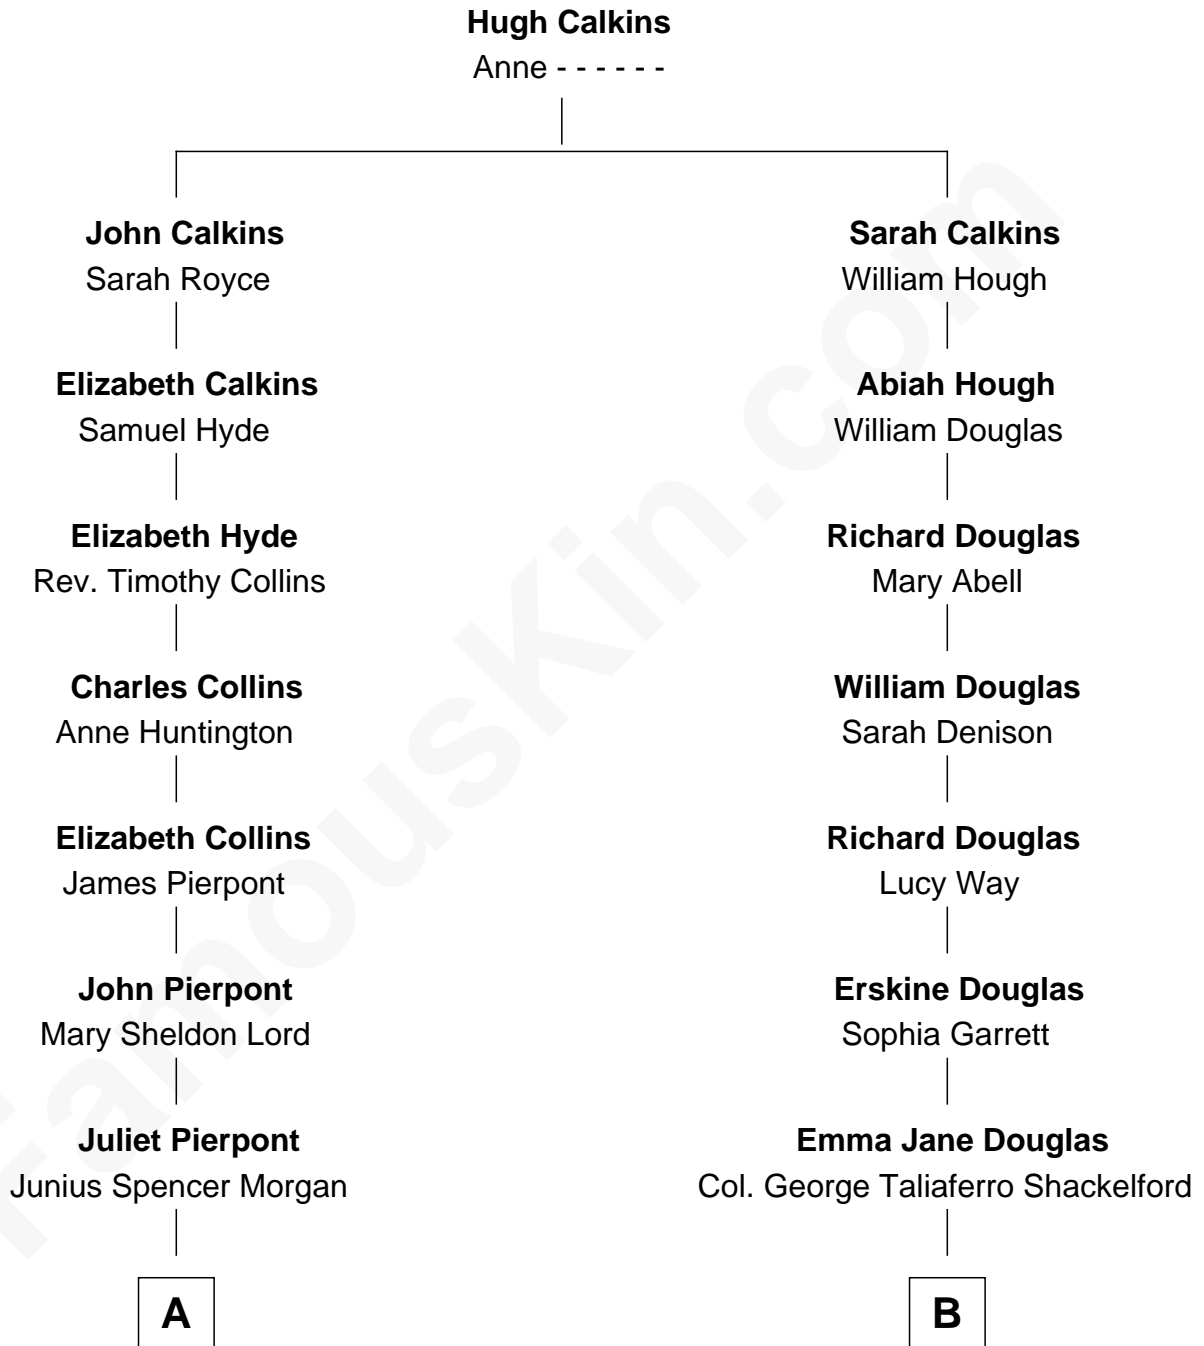 Hugh Calkins
Anne - - - - - -
John Calkins
Sarah Royce
Sarah Calkins
William Hough
Elizabeth Calkins
Samuel Hyde
Abiah Hough
William Douglas
Elizabeth Hyde
Rev. Timothy Collins
Richard Douglas
Mary Abell
Charles Collins
Anne Huntington
William Douglas
Sarah Denison
Elizabeth Collins
James Pierpont
Richard Douglas
Lucy Way
John Pierpont
Mary Sheldon Lord
Erskine Douglas
Sophia Garrett
Juliet Pierpont
Junius Spencer Morgan
Emma Jane Douglas
Col. George Taliaferro Shackelford
A
B
FamousKin.com